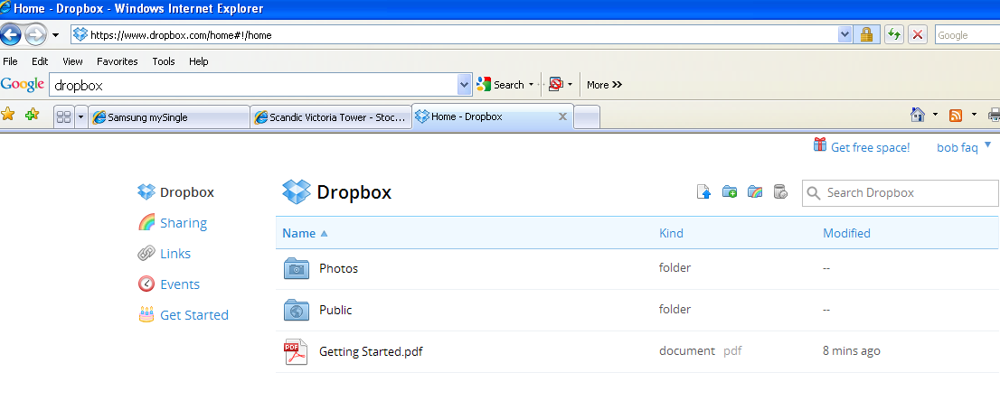 Home - Dropbox - Windows Internet Explorer
https://www.dropbox.com/home#!/home
Google
File Edit View Favorites Tools Help
Google dropbox Search More »
Samsung mySingle Scandic Victoria Tower - Stoc... Home - Dropbox
Get free space! bob faq
Dropbox
Sharing
Links
Events
Get Started
Dropbox Search Dropbox
Name Kind Modified
Photos folder --
Public folder --
PDF Getting Started.pdf document pdf 8 mins ago